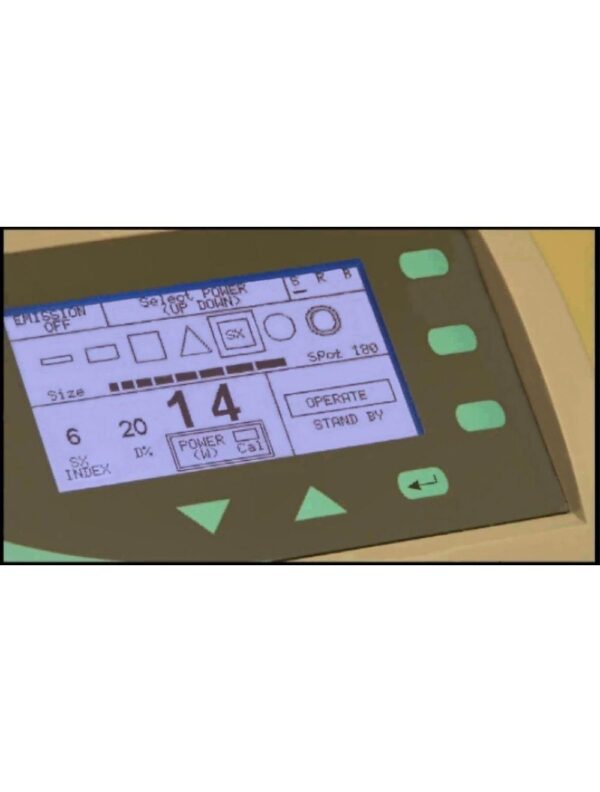 EMISSION
OFF
Select POWER
(UP DOWN)
S R B
SX
Size
Spot 180
6
SX
INDEX
20
D%
14
POWER
(W)
Cal
OPERATE
STAND BY